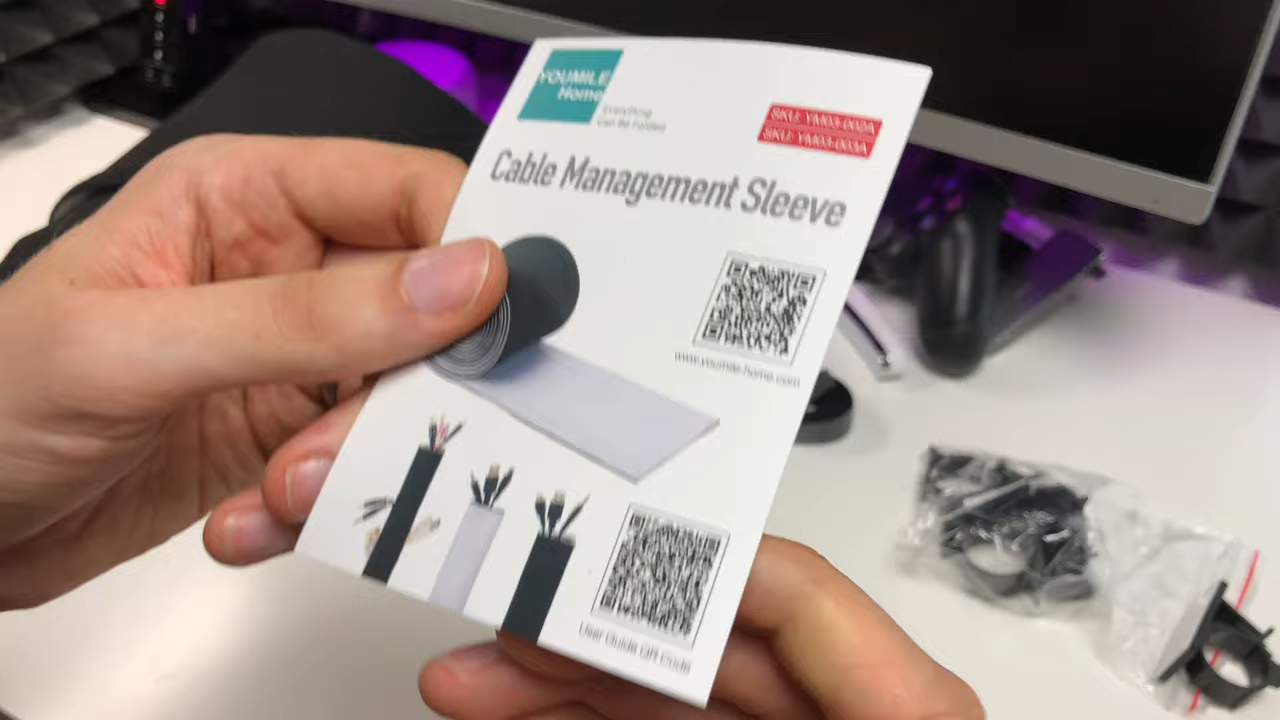 YOUMILE
Home
Everything
Can Be Folded
SKU: YM03-002A
SKU: YM03-003A
Cable Management Sleeve
www.youmile-home.com
User Guide QR Code